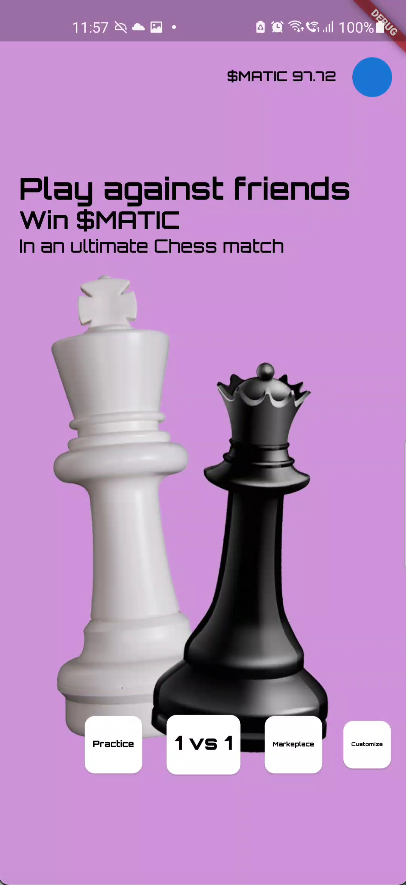 11:57
100%
DEBUG
$MATIC 97.72
Play against friends
Win $MATIC
In an ultimate Chess match
Practice
1 vs 1
Markeplace
Customize